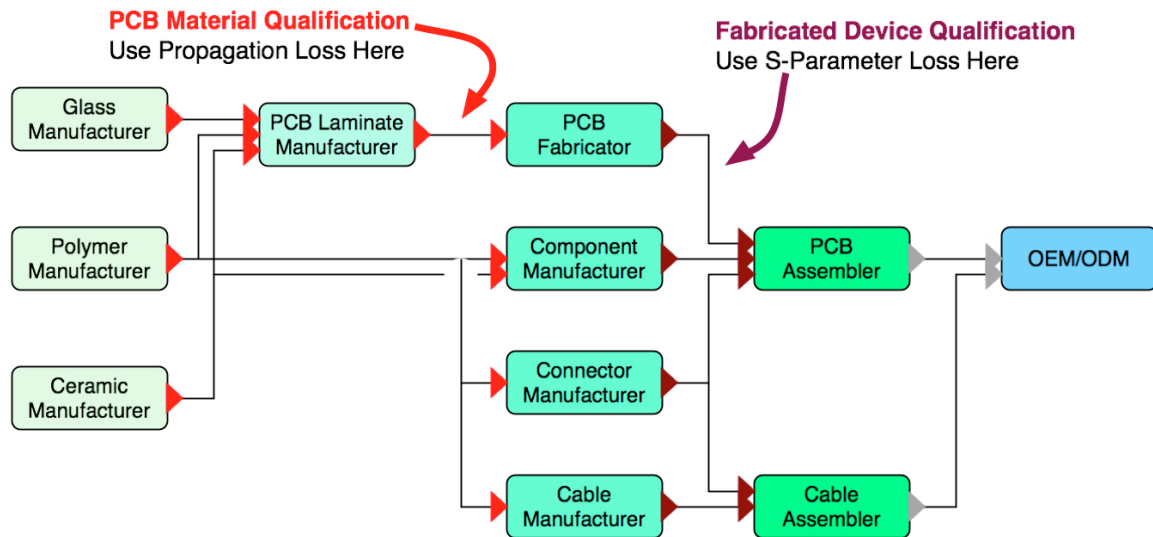 PCB Material Qualification
Use Propagation Loss Here
Fabricated Device Qualification
Use S-Parameter Loss Here
Glass
Manufacturer
PCB Laminate
Manufacturer
PCB
Fabricator
Polymer
Manufacturer
Component
Manufacturer
PCB
Assembler
OEM/ODM
Ceramic
Manufacturer
Connector
Manufacturer
Cable
Manufacturer
Cable
Assembler